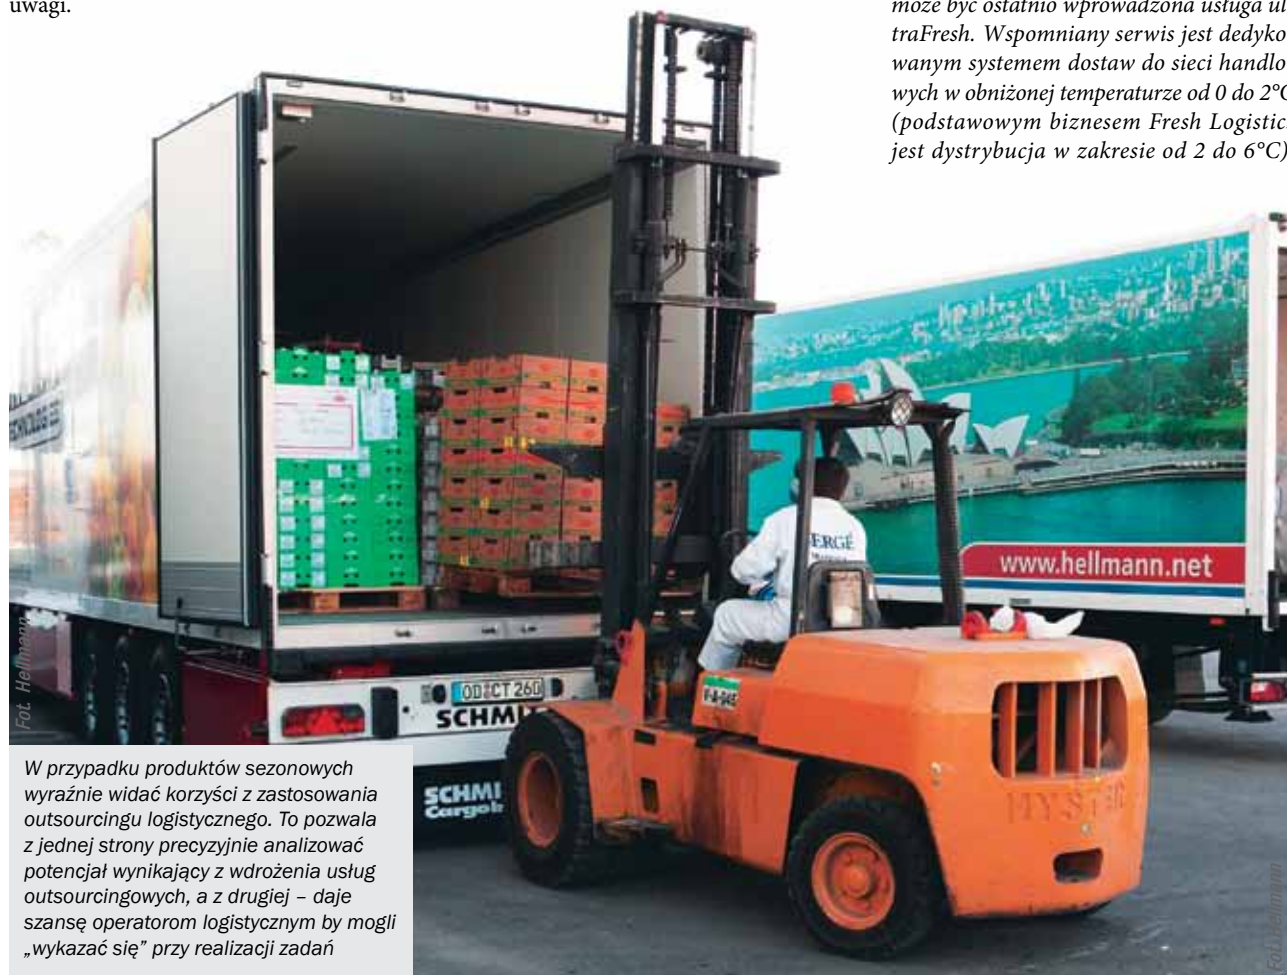 uwagi.
może być ostatnio wprowadzona usługa ul
traFresh. Wspomniany serwis jest dedyko
wanym systemem dostaw do sieci handlo
wych w obniżonej temperaturze od 0 do 2°C
(podstawowym biznesem Fresh Logistic
jest dystrybucja w zakresie od 2 do 6°C)
ERGÉ
www.hellmann.net
OD CT 260
SCHMI
SCHMI
Cargo
HYSTER
Fot. Hellmann
W przypadku produktów sezonowych
wyraźnie widać korzyści z zastosowania
outsourcingu logistycznego. To pozwala
z jednej strony precyzyjnie analizować
potencjał wynikający z wdrożenia usług
outsourcingowych, a z drugiej – daje
szansę operatorom logistycznym by mogli
„wykazać się” przy realizacji zadań